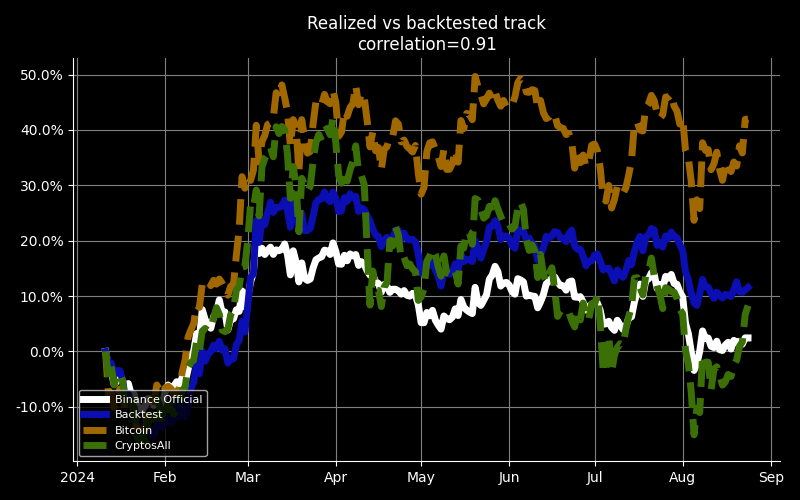 Realized vs backtested track
correlation=0.91
50.0%
40.0%
30.0%
20.0%
10.0%
0.0%
-10.0%
Binance Official
Backtest
Bitcoin
CryptosAll
2024 Feb Mar Apr May Jun Jul Aug Sep